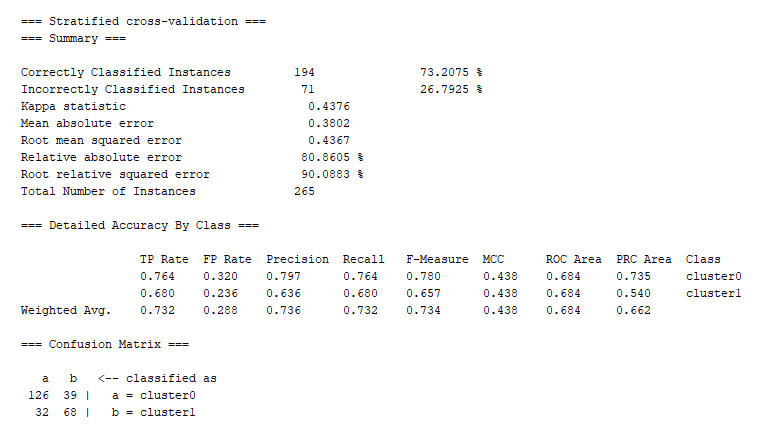 === Stratified cross-validation ===
=== Summary ===
Correctly Classified Instances 194 73.2075 %
Incorrectly Classified Instances 71 26.7925 %
Kappa statistic 0.4376
Mean absolute error 0.3802
Root mean squared error 0.4367
Relative absolute error 80.8605 %
Root relative squared error 90.0883 %
Total Number of Instances 265
=== Detailed Accuracy By Class ===
TP Rate FP Rate Precision Recall F-Measure MCC ROC Area PRC Area Class
0.764 0.320 0.797 0.764 0.780 0.438 0.684 0.735 cluster0
0.680 0.236 0.636 0.680 0.657 0.438 0.684 0.540 cluster1
Weighted Avg. 0.732 0.288 0.736 0.732 0.734 0.438 0.684 0.662
=== Confusion Matrix ===
a b <-- classified as
126 39 | a = cluster0
32 68 | b = cluster1